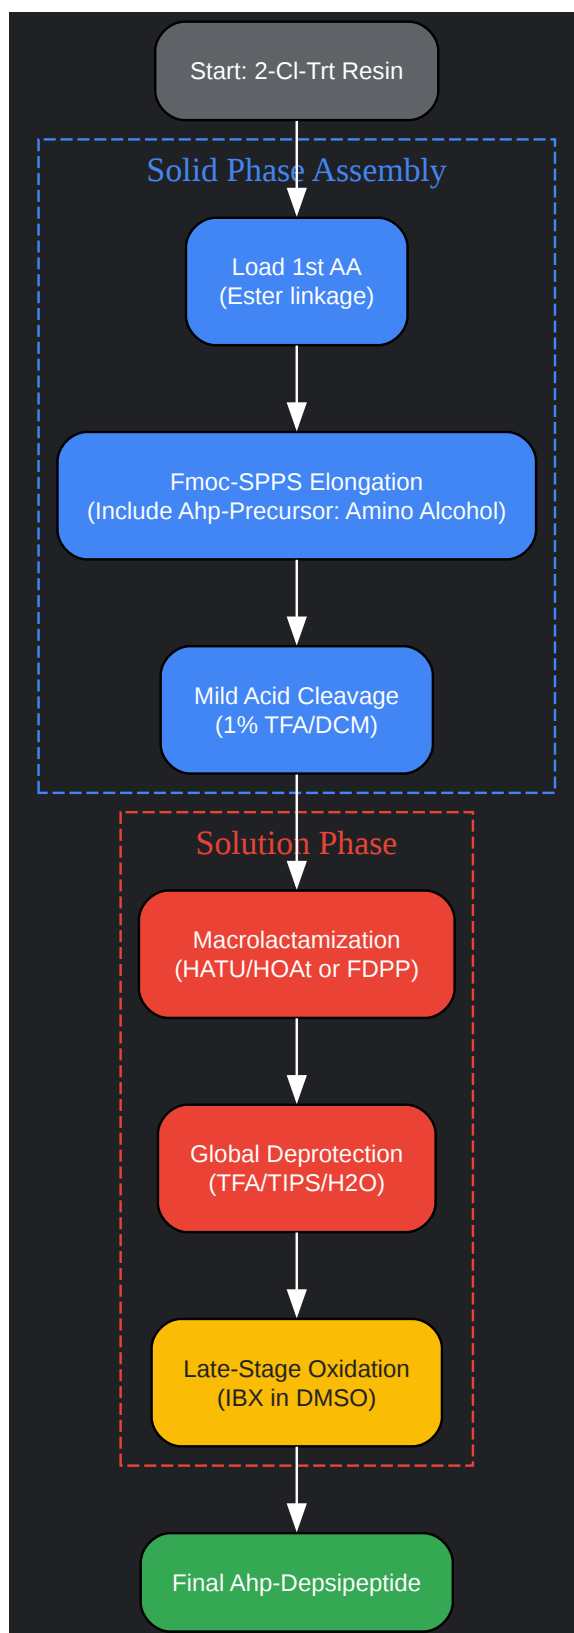 Start: 2-Cl-Trt Resin
Solid Phase Assembly
Load 1st AA
(Ester linkage)
Fmoc-SPPS Elongation
(Include Ahp-Precursor: Amino Alcohol)
Mild Acid Cleavage
(1% TFA/DCM)
Solution Phase
Macrolactamization
(HATU/HOAt or FDPP)
Global Deprotection
(TFA/TIPS/H2O)
Late-Stage Oxidation
(IBX in DMSO)
Final Ahp-Depsipeptide